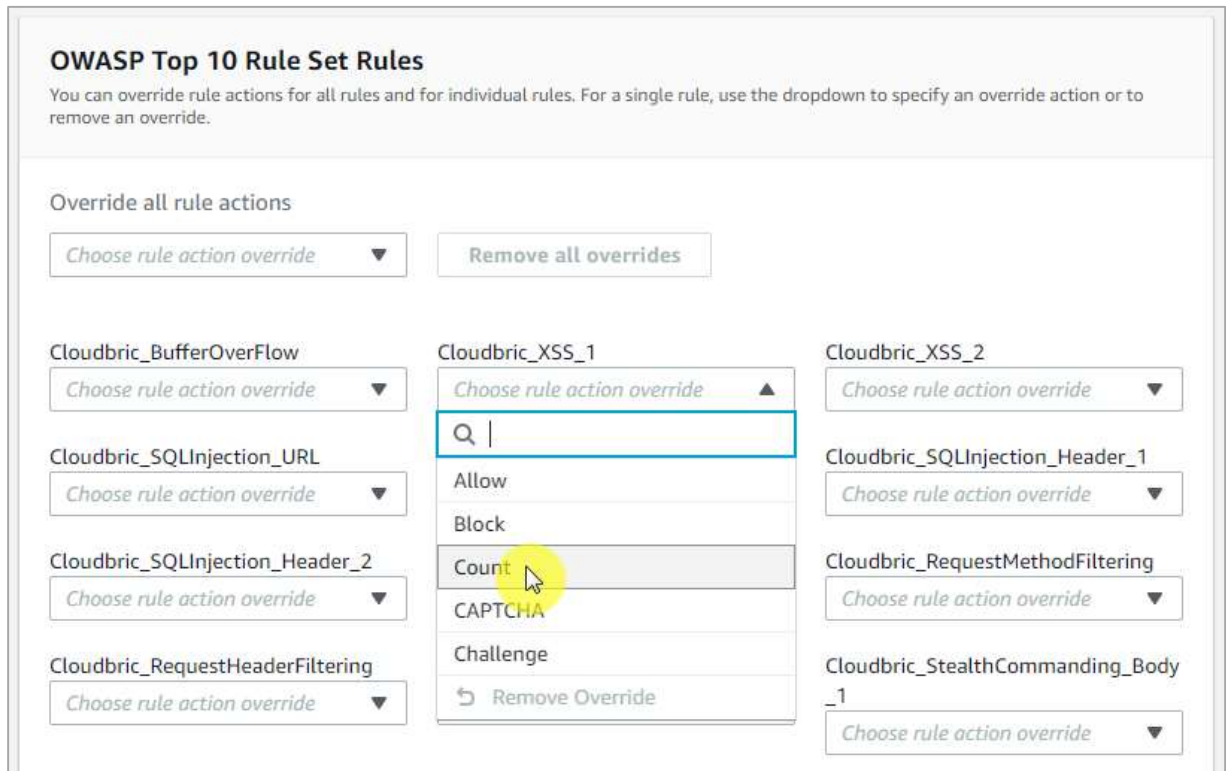 OWASP Top 10 Rule Set Rules
You can override rule actions for all rules and for individual rules. For a single rule, use the dropdown to specify an override action or to
remove an override.
Override all rule actions
Choose rule action override
Remove all overrides
Cloudbric_BufferOverFlow
Choose rule action override
Cloudbric_XSS_1
Choose rule action override
Cloudbric_XSS_2
Choose rule action override
Allow
Block
Count
CAPTCHA
Challenge
Remove Override
Cloudbric_SQLInjection_URL
Choose rule action override
Cloudbric_SQLInjection_Header_1
Choose rule action override
Cloudbric_SQLInjection_Header_2
Choose rule action override
Cloudbric_RequestMethodFiltering
Choose rule action override
Cloudbric_RequestHeaderFiltering
Choose rule action override
Cloudbric_StealthCommanding_Body
_1
Choose rule action override